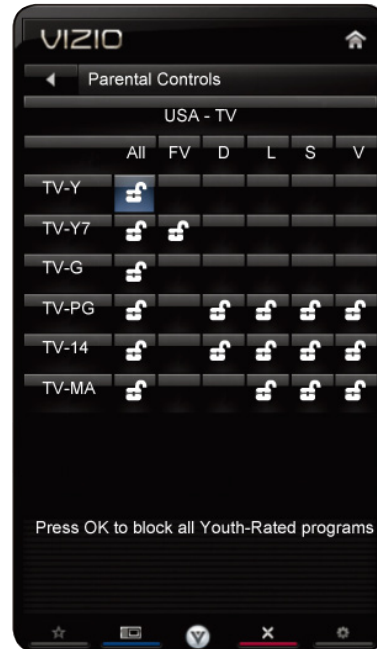 VIZIO
Parental Controls
USA - TV
All FV D L S V
TV-Y
TV-Y7
TV-G
TV-PG
TV-14
TV-MA
Press OK to block all Youth-Rated programs
V